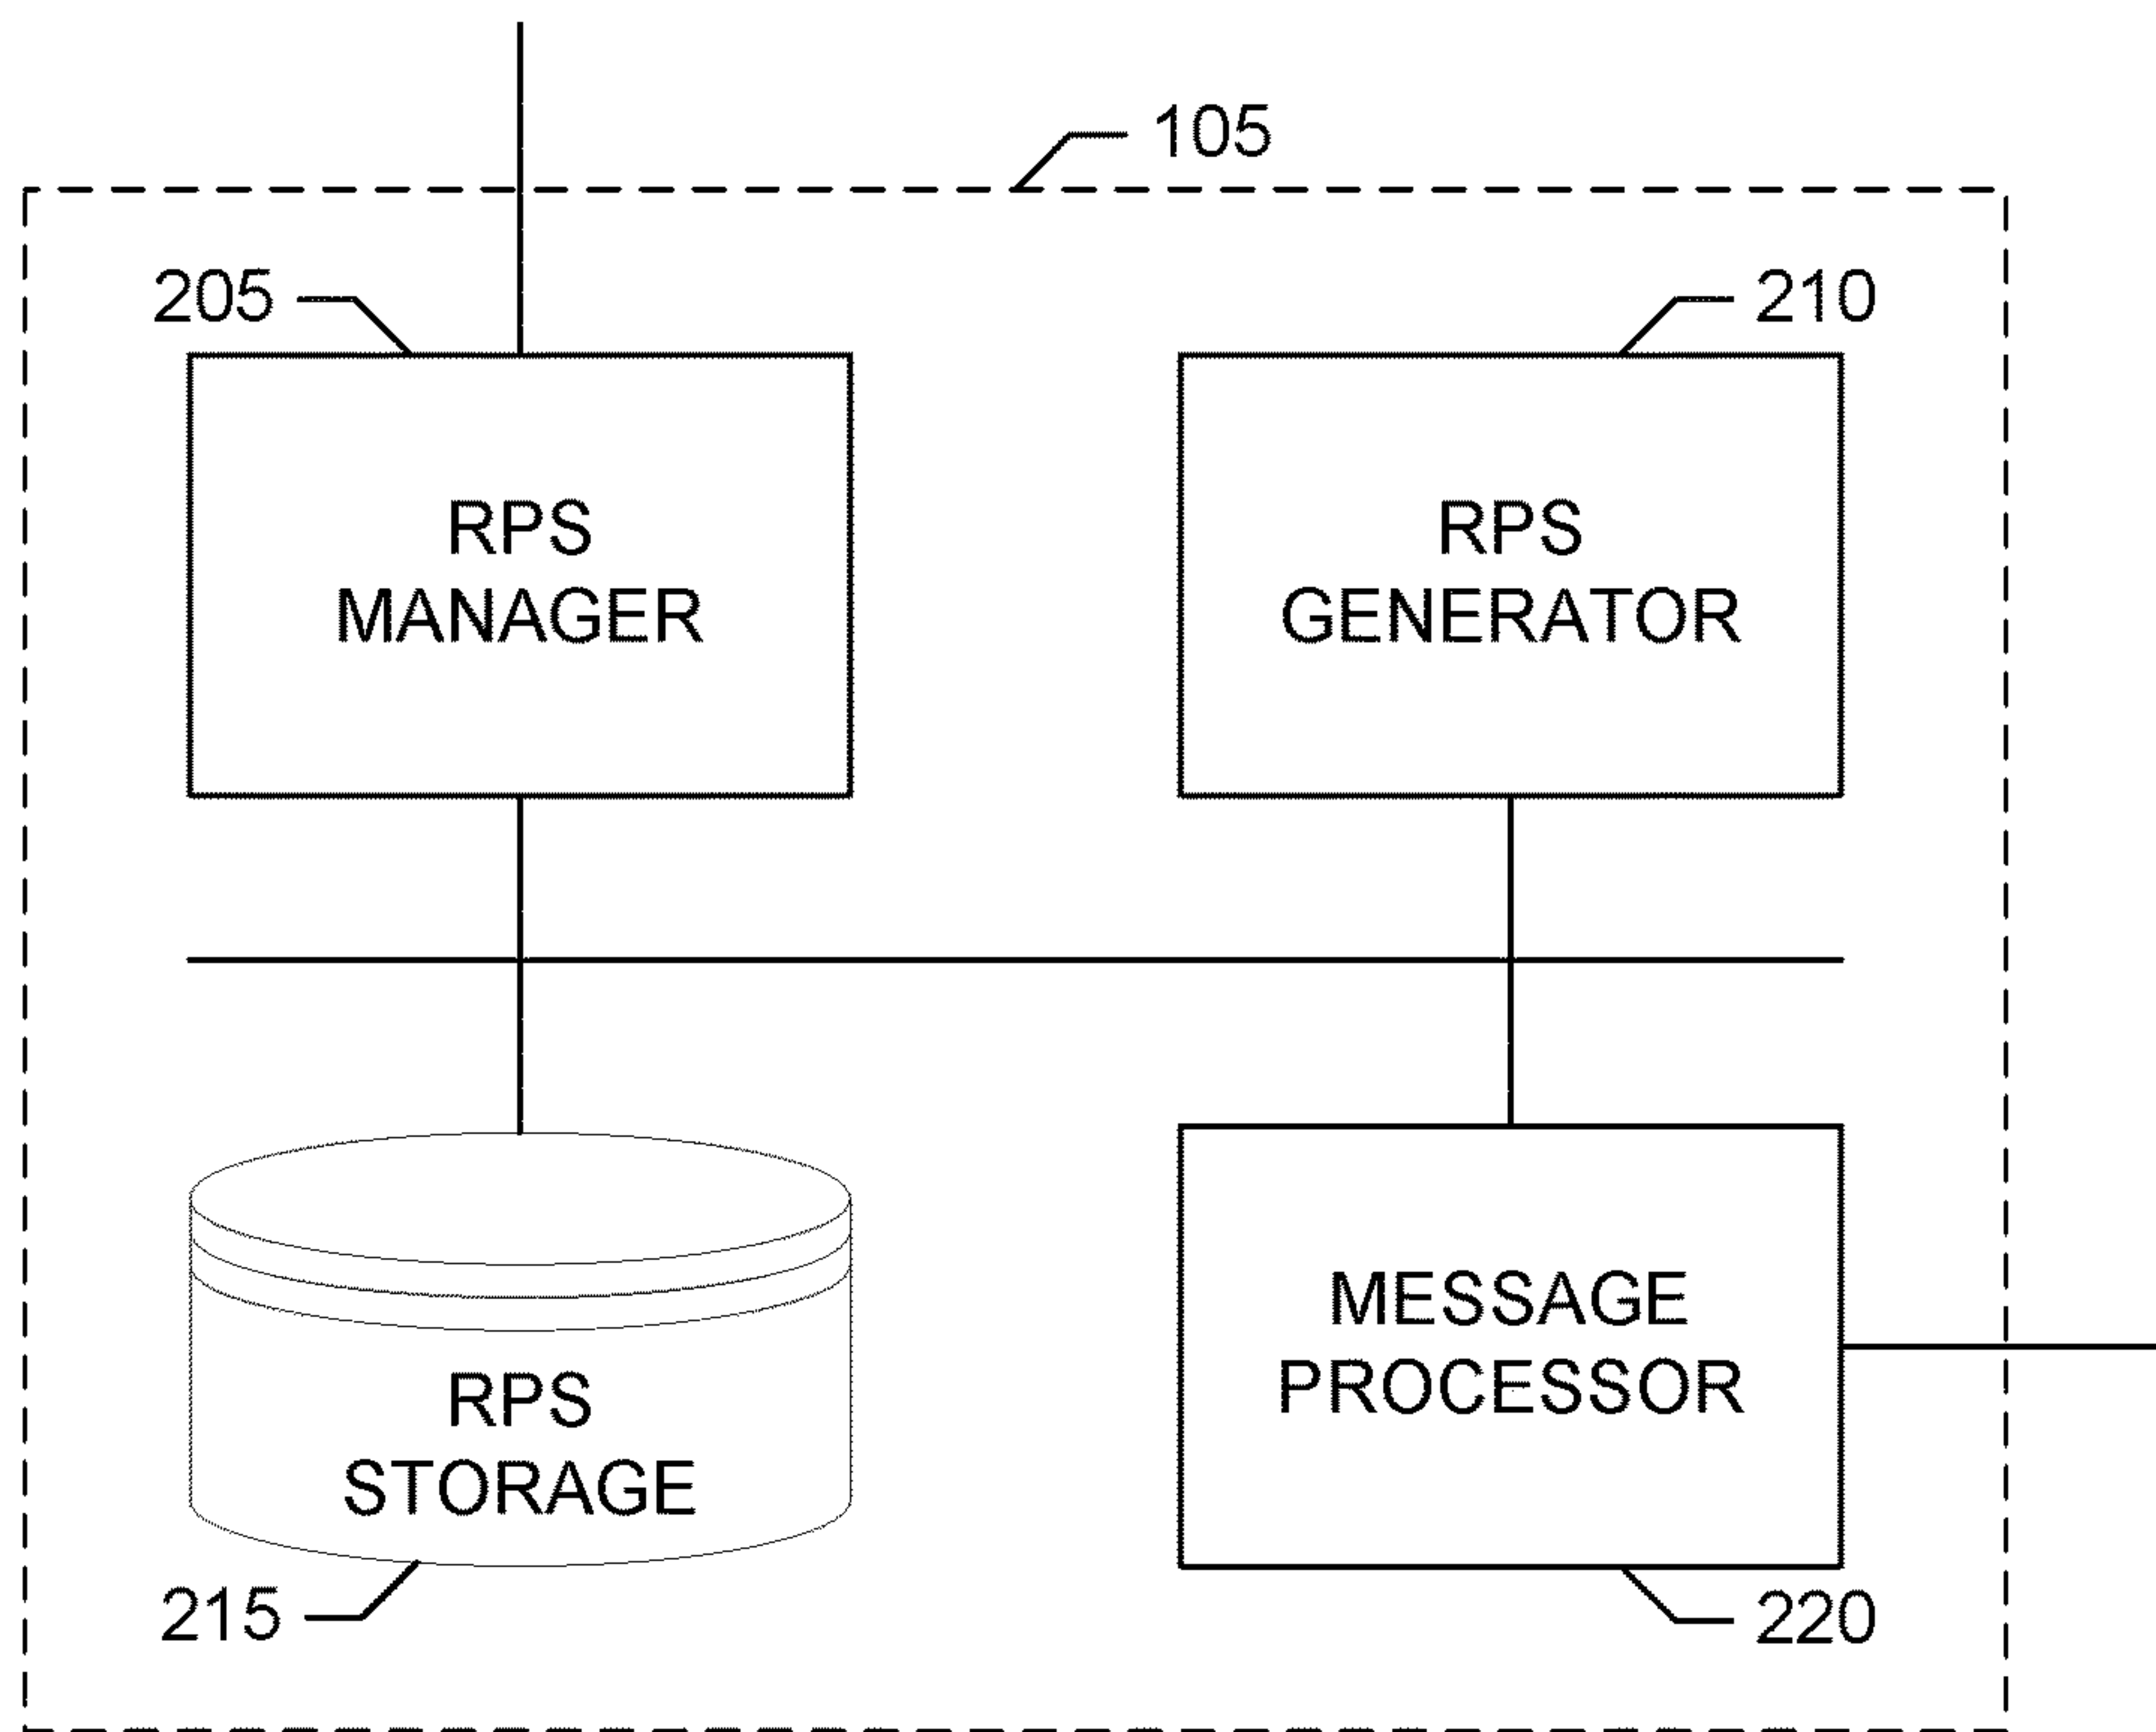 105
205
210
RPS
MANAGER
RPS
GENERATOR
RPS
STORAGE
MESSAGE
PROCESSOR
215
220